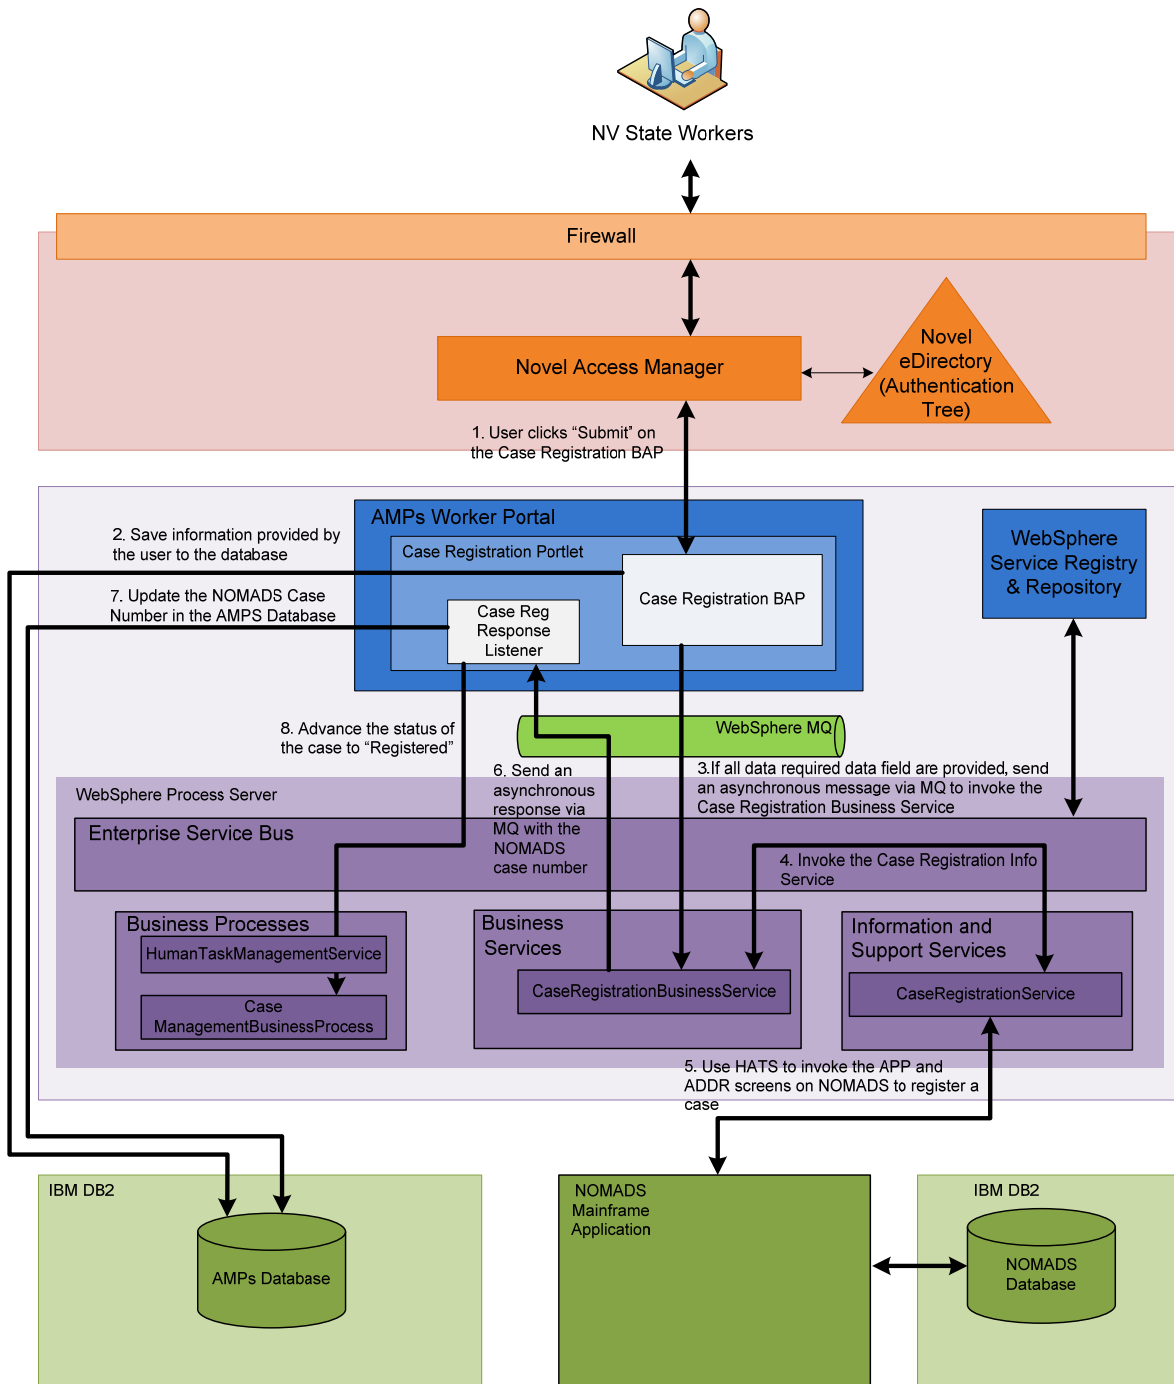 NV State Workers
Firewall
Novel Access Manager
Novel
eDirectory
(Authentication
Tree)
1. User clicks “Submit” on
the Case Registration BAP
AMPs Worker Portal
Case Registration Portlet
Case Registration BAP
Case Reg
Response
Listener
WebSphere
Service Registry
& Repository
2. Save information provided by
the user to the database
7. Update the NOMADS Case
Number in the AMPS Database
8. Advance the status of
the case to “Registered”
WebSphere MQ
6. Send an
asynchronous
response via
MQ with the
NOMADS
case number
3.If all data required data field are provided, send
an asynchronous message via MQ to invoke the
Case Registration Business Service
WebSphere Process Server
Enterprise Service Bus
4. Invoke the Case Registration Info
Service
Business Processes
HumanTaskManagementService
Case
ManagementBusinessProcess
Business
Services
CaseRegistrationBusinessService
Information and
Support Services
CaseRegistrationService
5. Use HATS to invoke the APP and
ADDR screens on NOMADS to register a
case
IBM DB2
AMPs Database
NOMADS
Mainframe
Application
IBM DB2
NOMADS
Database